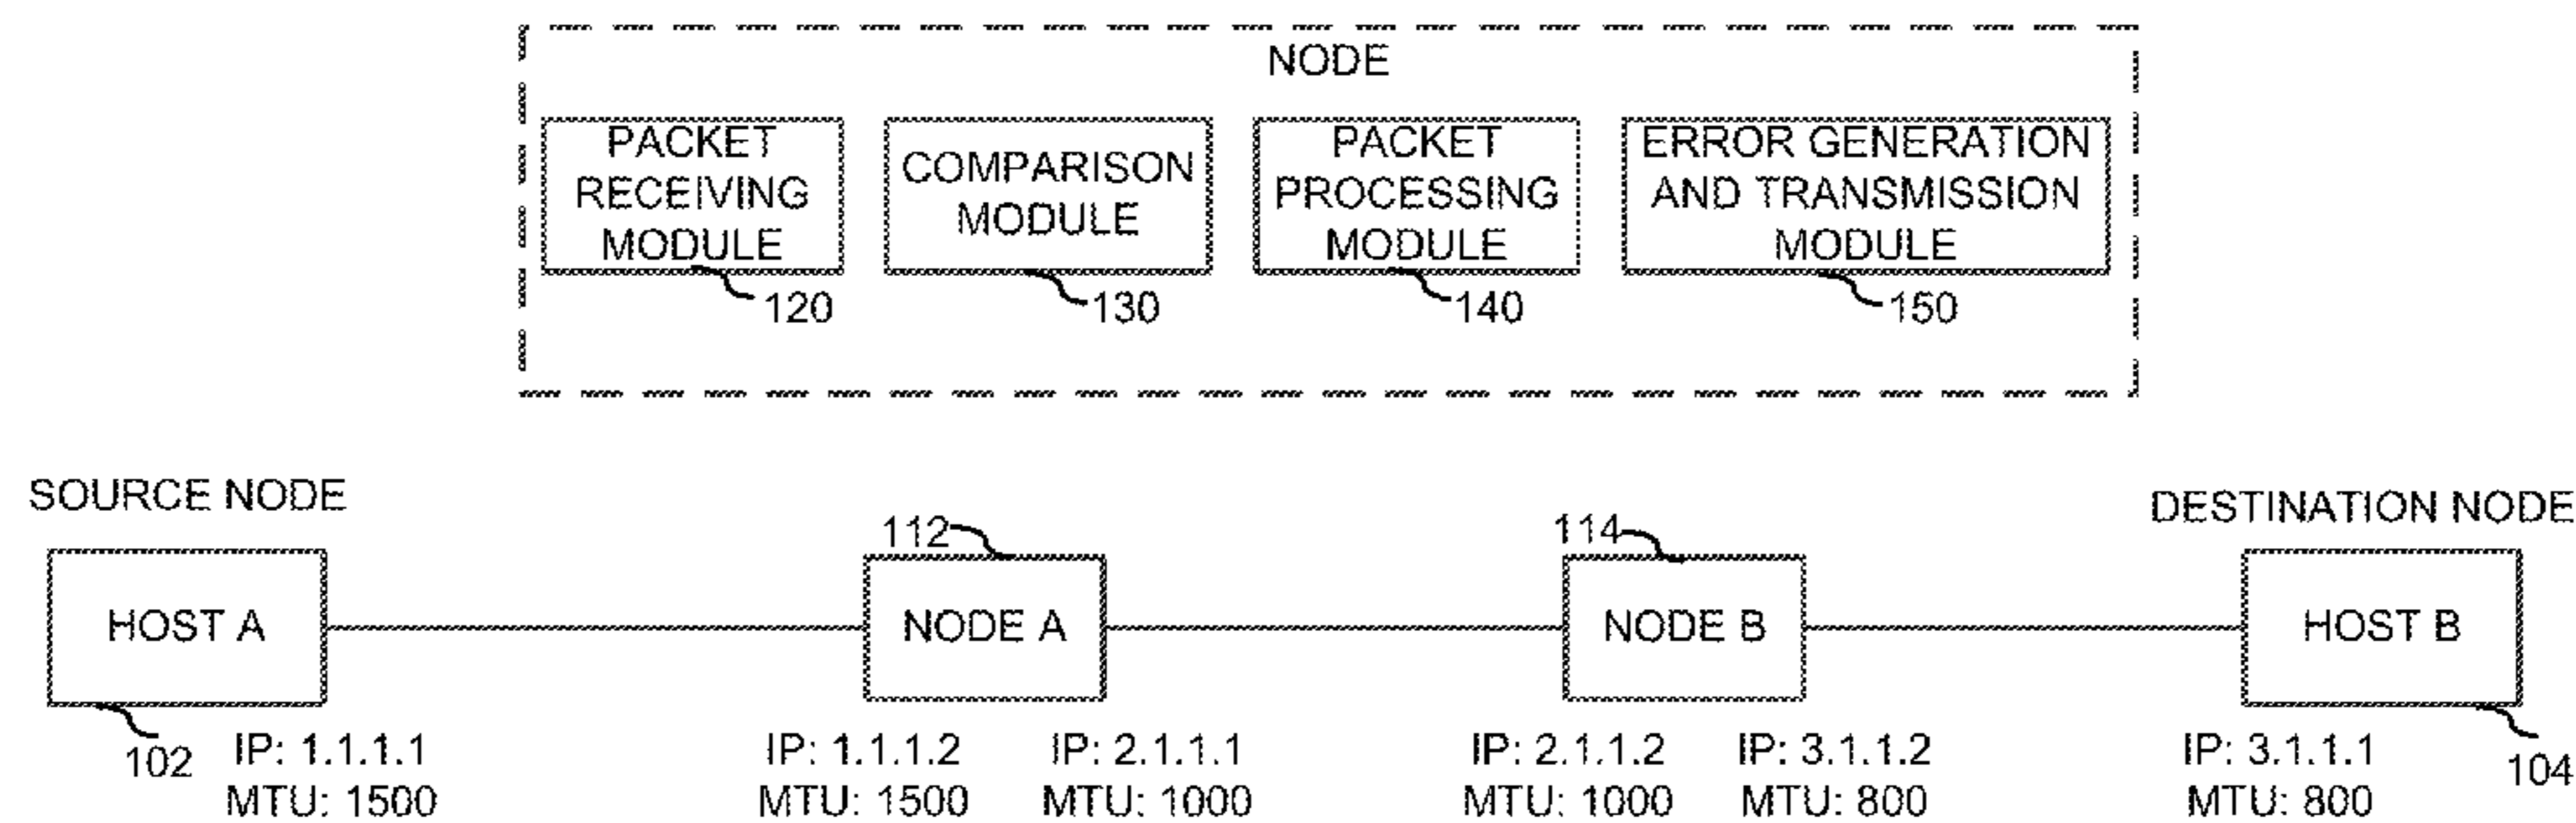 NODE
PACKET
RECEIVING
MODULE
120
COMPARISON
MODULE
130
PACKET
PROCESSING
MODULE
140
ERROR GENERATION
AND TRANSMISSION
MODULE
150
SOURCE NODE
HOST A
102
IP: 1.1.1.1
MTU: 1500
112
NODE A
IP: 1.1.1.2
MTU: 1500
IP: 2.1.1.1
MTU: 1000
114
NODE B
IP: 2.1.1.2
MTU: 1000
IP: 3.1.1.2
MTU: 800
DESTINATION NODE
HOST B
IP: 3.1.1.1
MTU: 800
104